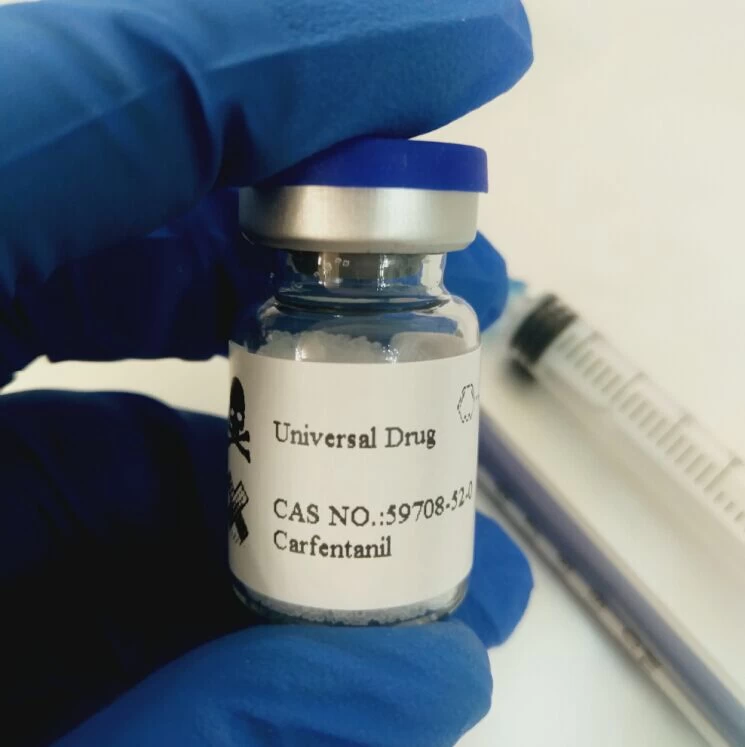 Universal Drug
CAS NO.:59708-52-0
Carfentanil